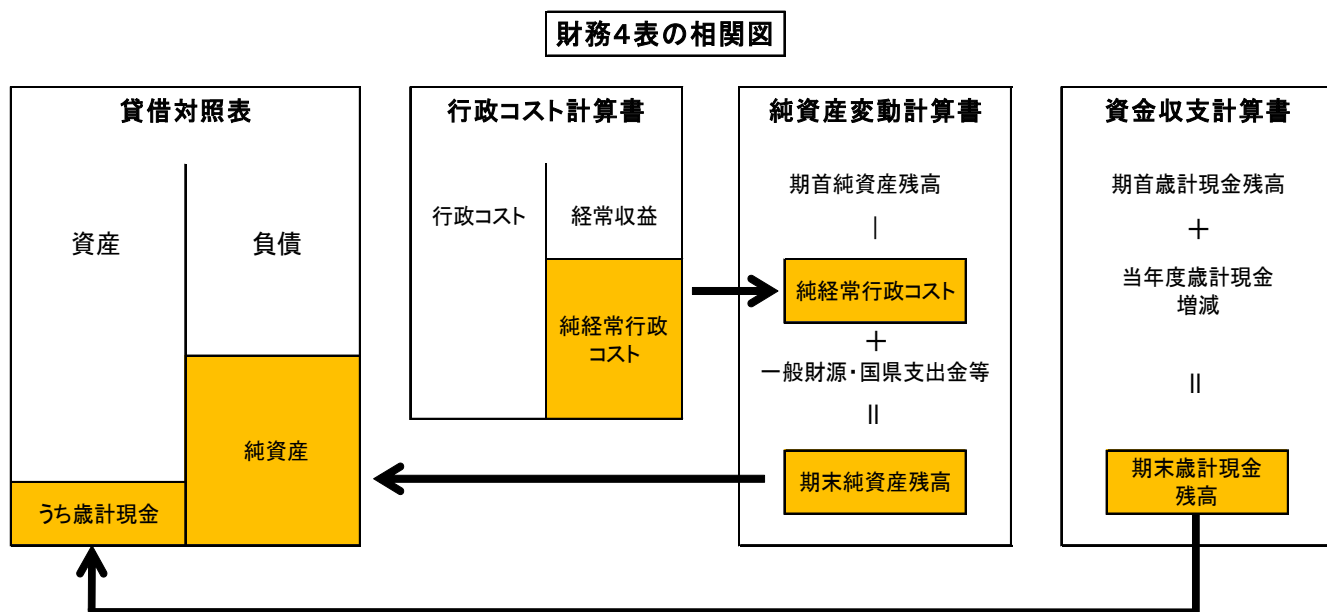 財務4表の相関図
貸借対照表
資産
負債
純資産
うち歳計現金
行政コスト計算書
行政コスト
経常収益
純経常行政
コスト
純資産変動計算書
期首純資産残高
－
純経常行政コスト
＋
一般財源・国県支出金等
＝
期末純資産残高
資金収支計算書
期首歳計現金残高
＋
当年度歳計現金
増減
＝
期末歳計現金
残高